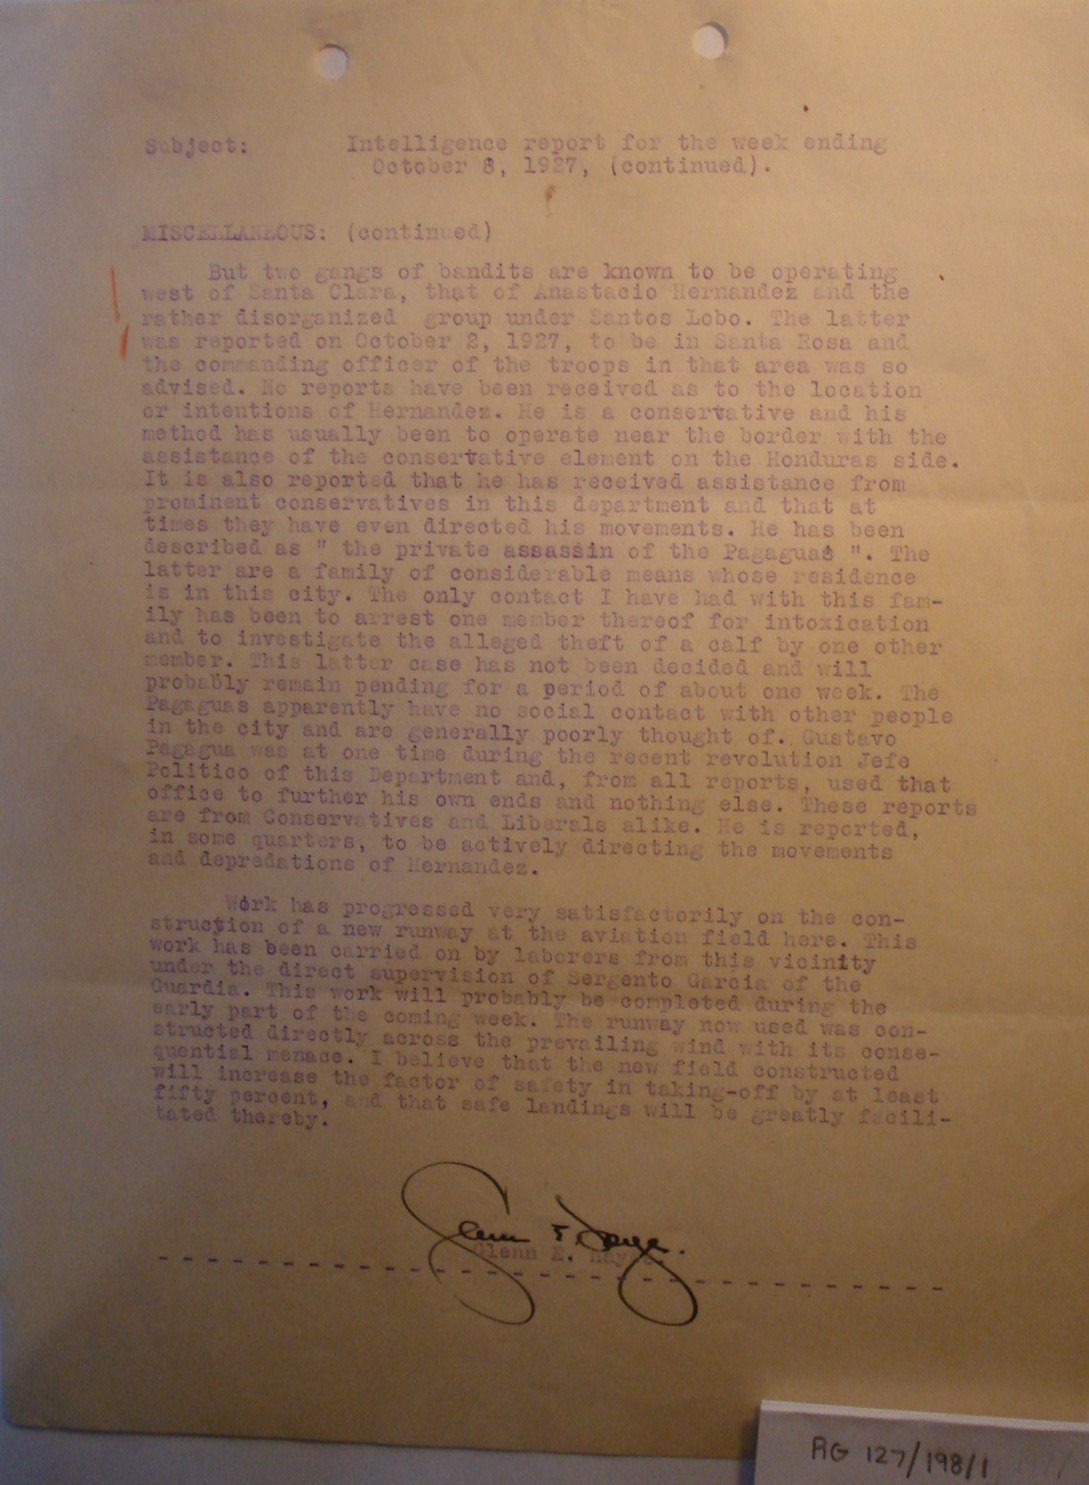 Subject: Intelligence report for the week ending
October 8, 1927, (continued).
MISCELLANEOUS: (continued)
But two gangs of bandits are known to be operating
west of Santa Clara, that of Anastacio Hernandez and the
rather disorganized group under Santos Lobo. The latter
was reported on October 2, 1927, to be in Santa Rosa and
the commanding officer of the troops in that area was so
advised. No reports have been received as to the location
or intentions of Hernandez. He is a conservative and his
method has usually been to operate near the border with the
assistance of the conservative element on the Honduras side.
It is also reported that he has received assistance from
prominent conservatives in this department and that at
times they have even directed his movements. He has been
described as " the private assassin of the Pagaguas ". The
latter are a family of considerable means whose residence
is in this city. The only contact I have had with this fam-
ily has been to arrest one member thereof for intoxication
and to investigate the alleged theft of a calf by one other
member. This latter case has not been decided and will
probably remain pending for a period of about one week. The
Pagaguas apparently have no social contact with other people
in the city and are generally poorly thought of. Gustavo
Pagagua was at one time during the recent revolution Jefe
Politico of this Department and, from all reports, used that
office to further his own ends and nothing else. These reports
are from Conservatives and Liberals alike. He is reported,
in some quarters, to be actively directing the movements
and depredations of Hernandez.
Work has progressed very satisfactorily on the con-
struction of a new runway at the aviation field here. This
work has been carried on by laborers from this vicinity
under the direct supervision of Sergento Garcia of the
Guardia. This work will probably be completed during the
early part of the coming week. The runway now used was con-
structed directly across the prevailing wind with its conse-
quential menace. I believe that the new field constructed
will increase the factor of safety in taking-off by at least
fifty percent, and that safe landings will be greatly facili-
tated thereby.
Glenn E.
Glenn E.
RG 127/198/1